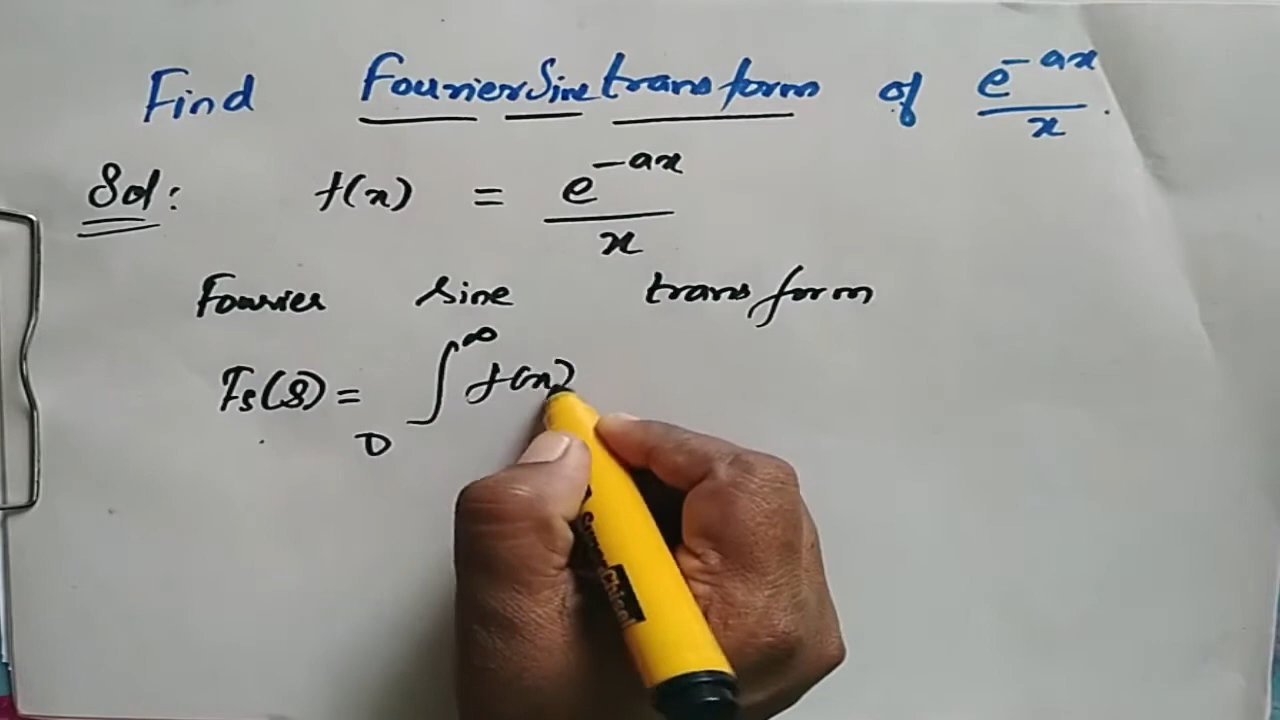 Find Fourier Sine transform of e^{-ax}/x.
Sol: f(x) = e^{-ax}/x
Fourier sine transform
Fs(s) = ∫_0^∞ f(x)